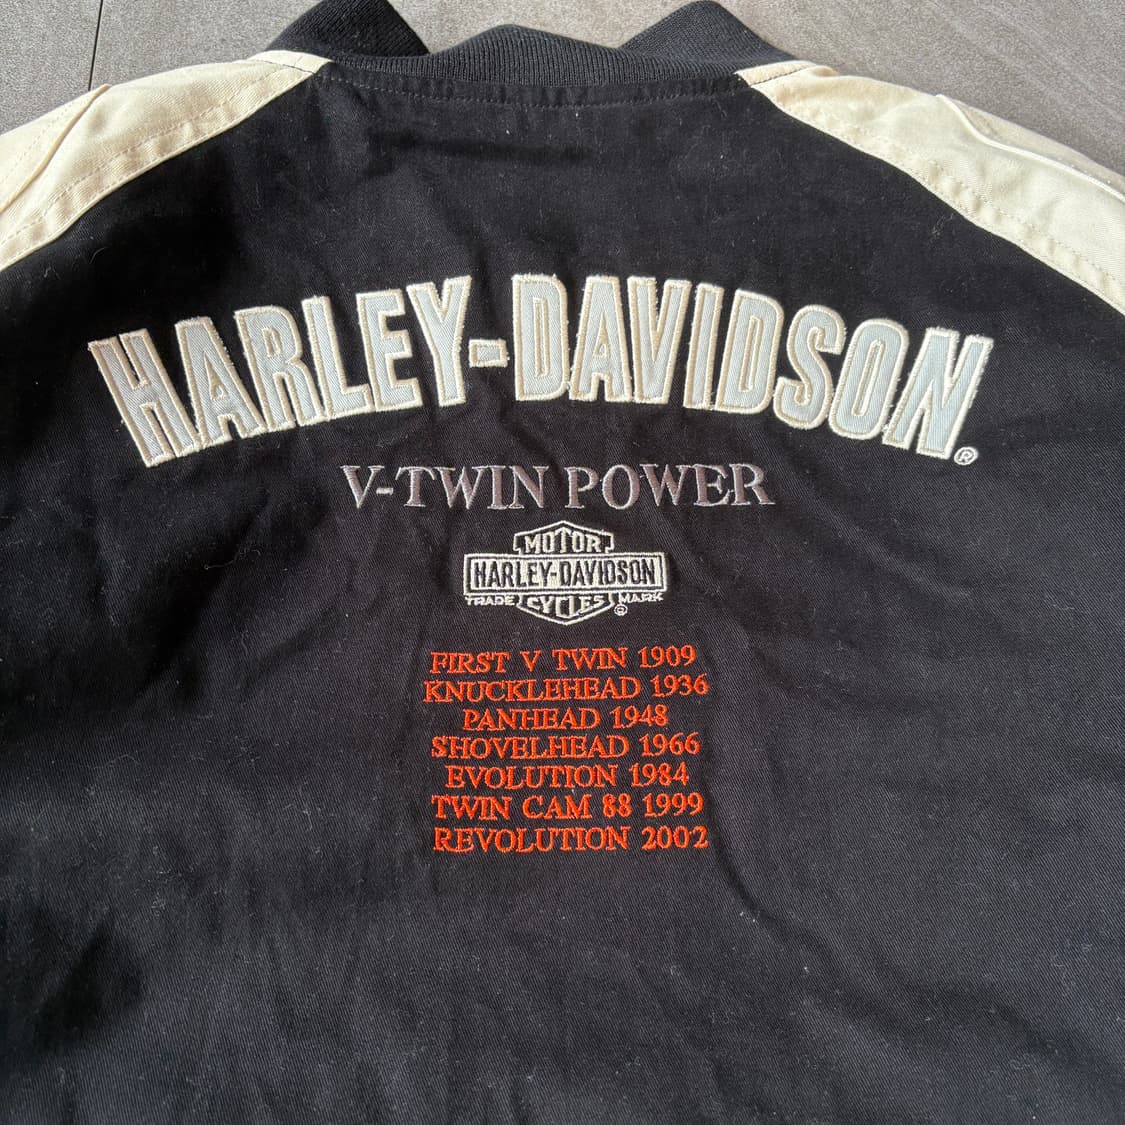 HARLEY-DAVIDSON.®
V-TWIN POWER
MOTOR
HARLEY-DAVIDSON
TRADE CYCLES MARK
®
FIRST V TWIN 1909
KNUCKLEHEAD 1936
PANHEAD 1948
SHOVELHEAD 1966
EVOLUTION 1984
TWIN CAM 88 1999
REVOLUTION 2002